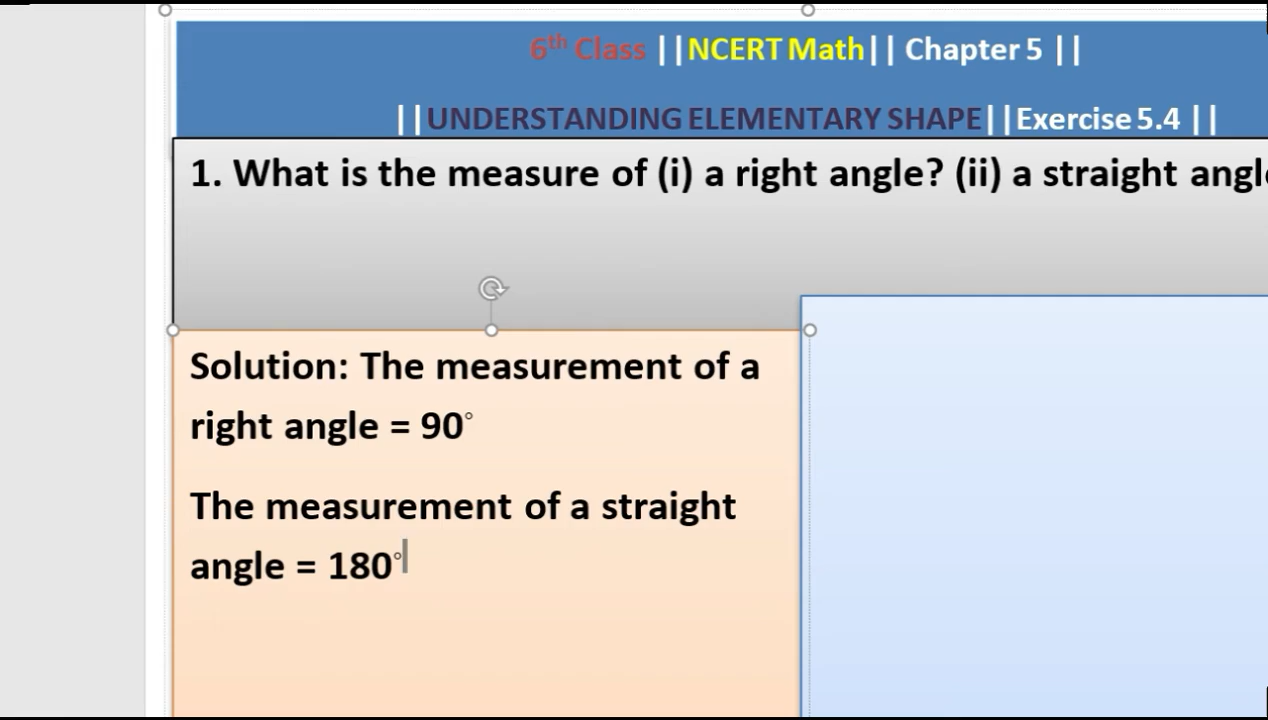 6th Class ||NCERT Math|| Chapter 5 ||
||UNDERSTANDING ELEMENTARY SHAPE||Exercise 5.4 ||
1. What is the measure of (i) a right angle? (ii) a straight
Solution: The measurement of a
right angle = 90°
The measurement of a straight
angle = 180°